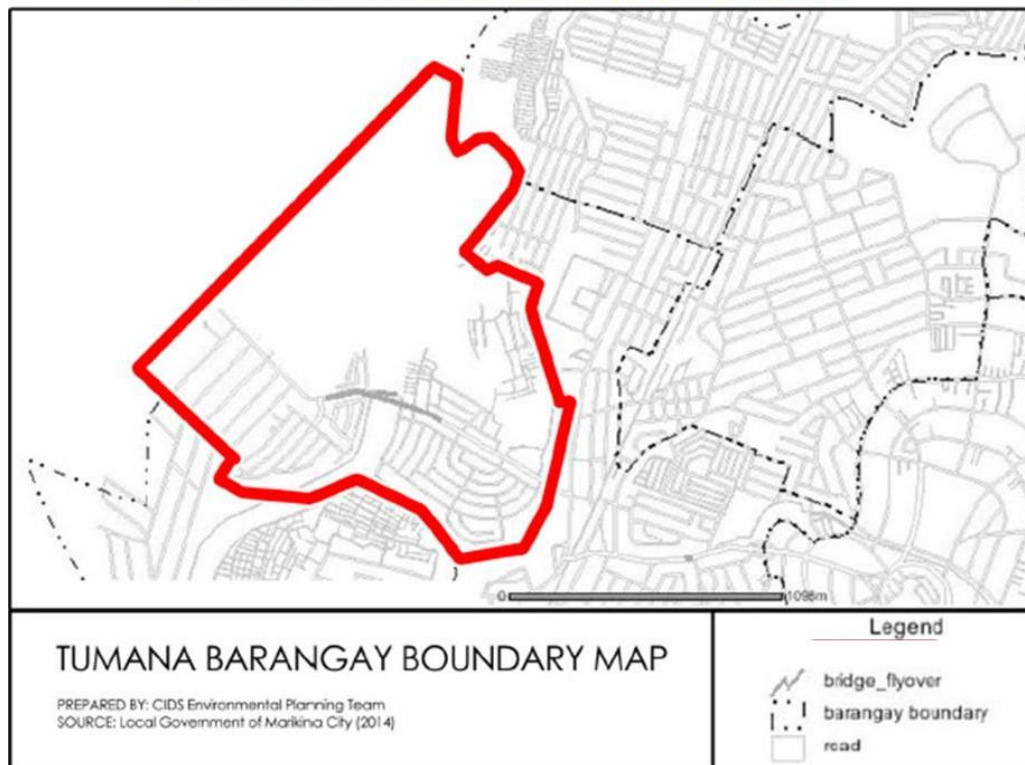 0 1096m
TUMANA BARANGAY BOUNDARY MAP
PREPARED BY: CIDS Environmental Planning Team
SOURCE: Local Government of Marikina City (2014)
Legend
bridge_flyover
barangay boundary
road